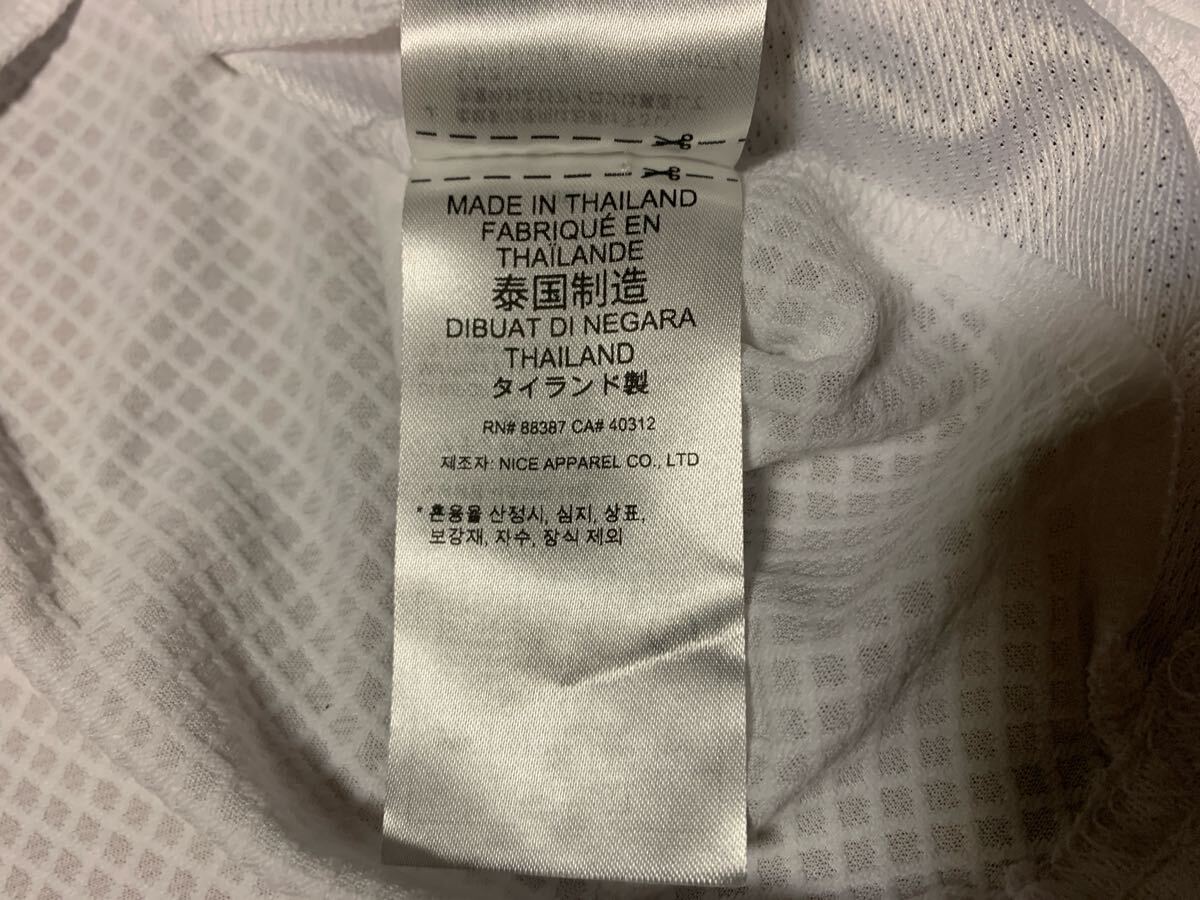 MADE IN THAILAND
FABRIQUÉ EN
THAÏLANDE
泰国制造
DIBUAT DI NEGARA
THAILAND
タイランド製
RN# 88387 CA# 40312
제조자: NICE APPAREL CO., LTD
* 혼용율 산정시, 심지, 상표,
보강재, 자수, 장식 제외